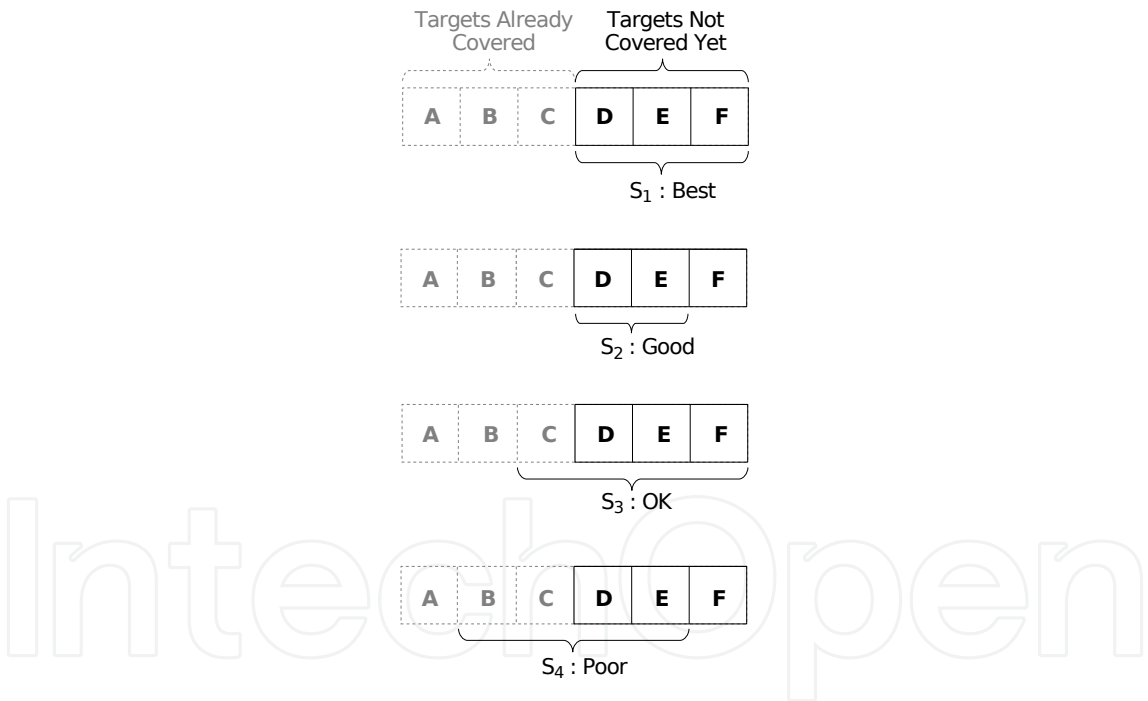 Targets Already Covered
Targets Not Covered Yet
A B C D E F
S1 : Best
A B C D E F
S2 : Good
A B C D E F
S3 : OK
A B C D E F
S4 : Poor
IntechOpen